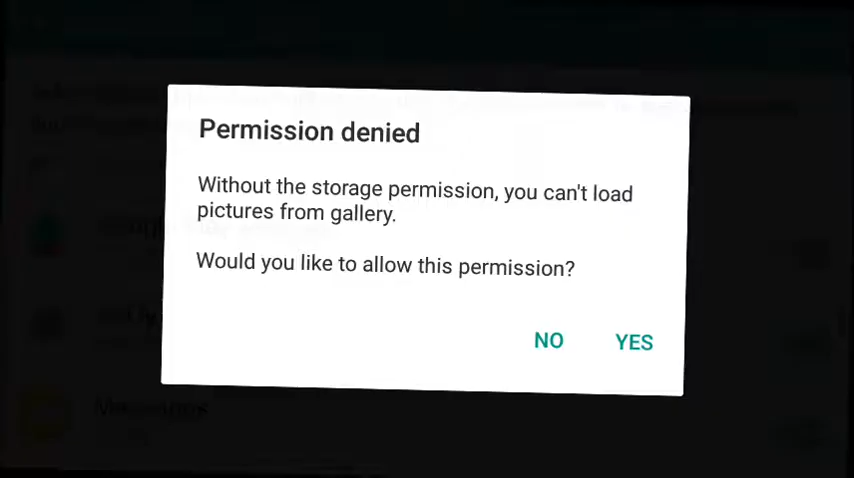 Permission denied
Without the storage permission, you can't load
pictures from gallery.
Would you like to allow this permission?
NO
YES